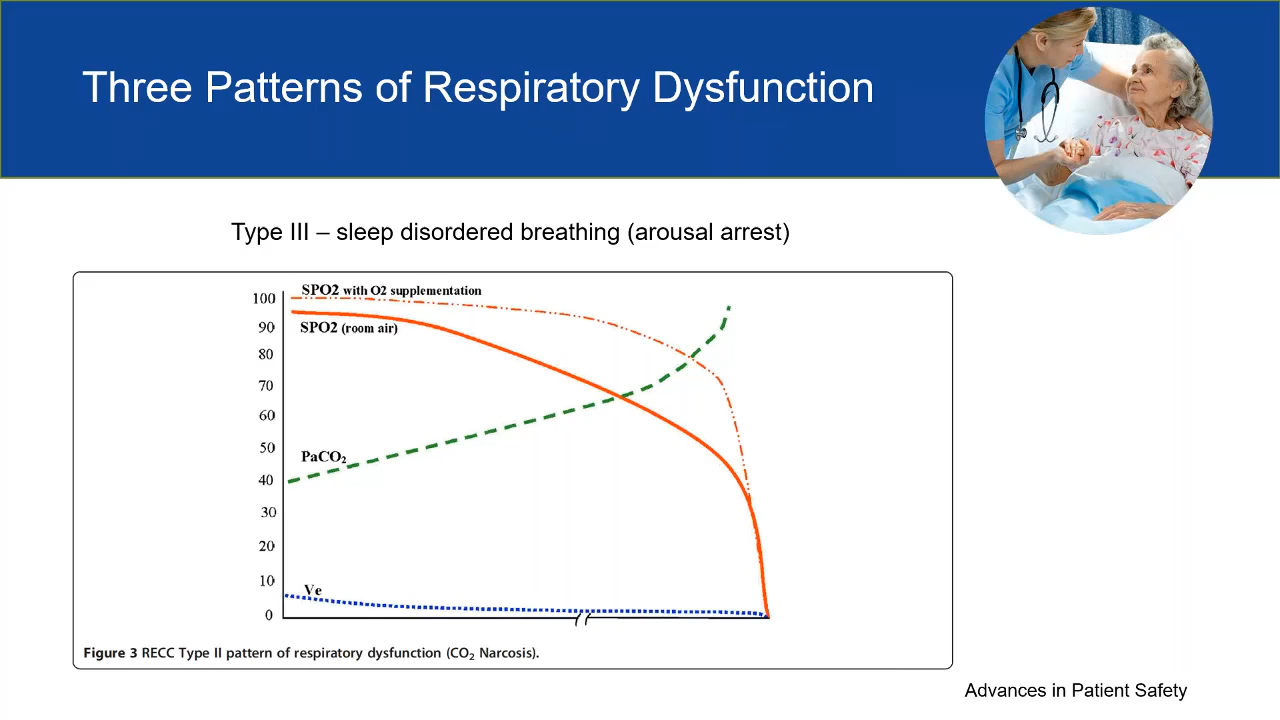 Three Patterns of Respiratory Dysfunction
Type III – sleep disordered breathing (arousal arrest)
SPO2 with O2 supplementation
100
SPO2 (room air)
90
80
70
60
50
PaCO₂
40
30
20
10
Ve
0
Figure 3 RECC Type II pattern of respiratory dysfunction (CO₂ Narcosis).
Advances in Patient Safety